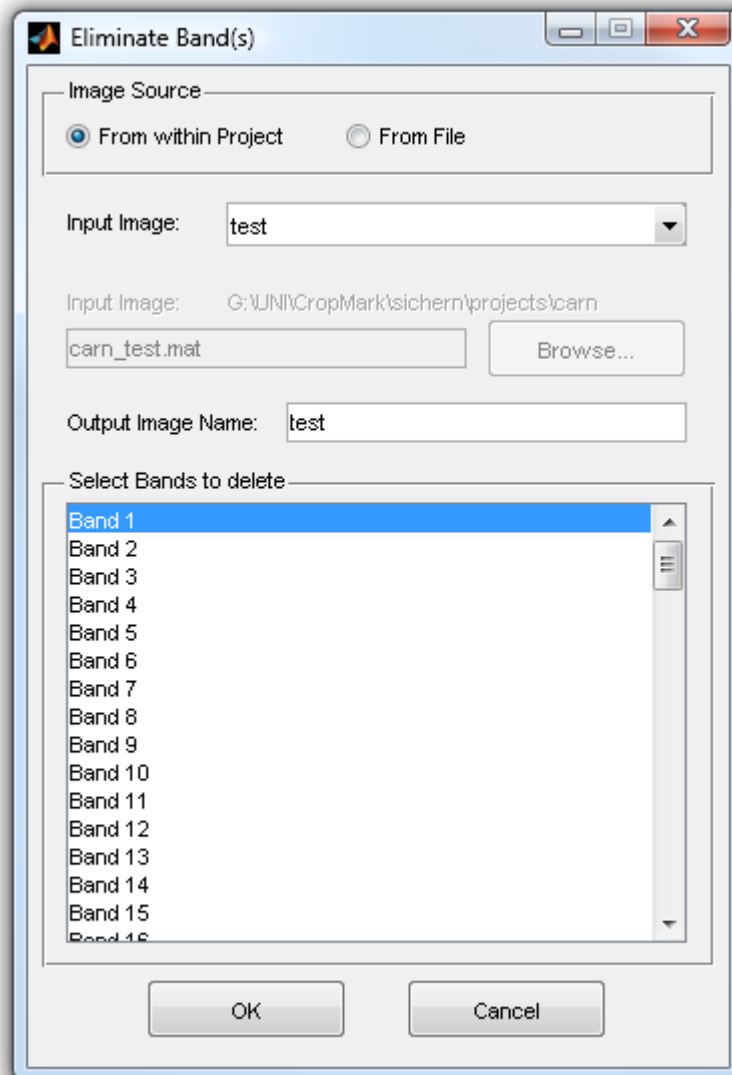 Eliminate Band(s)
Image Source
From within Project From File
Input Image: test
Input Image: G:\UNI\CropMark\sichern\projects\carn
carn_test.mat Browse...
Output Image Name: test
Select Bands to delete
Band 1
Band 2
Band 3
Band 4
Band 5
Band 6
Band 7
Band 8
Band 9
Band 10
Band 11
Band 12
Band 13
Band 14
Band 15
Band 16
OK Cancel